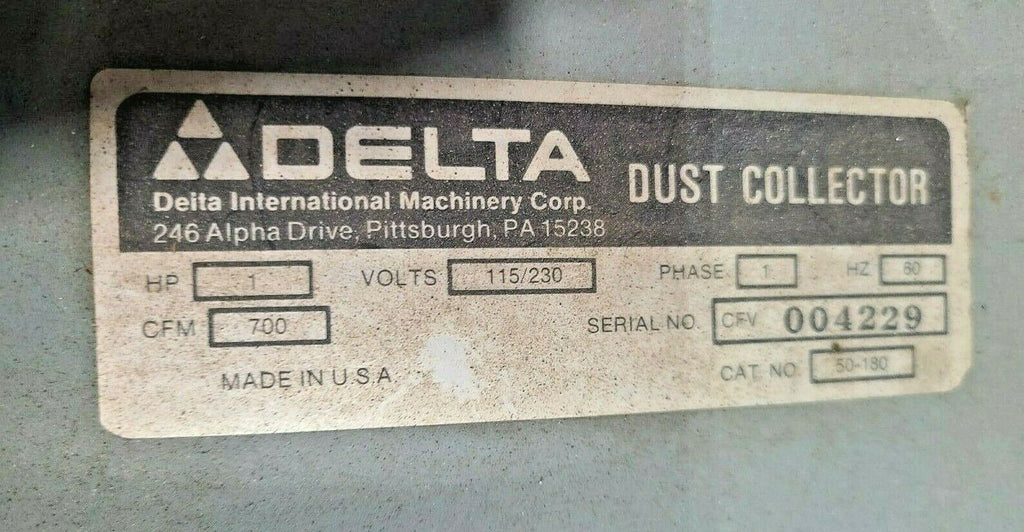 DELTA
Delta International Machinery Corp.
246 Alpha Drive, Pittsburgh, PA 15238
DUST COLLECTOR
HP 1 VOLTS 115/230 PHASE 1 HZ 60
CFM 700 SERIAL NO. CFV 004229
MADE IN U.S.A CAT NO 50-180